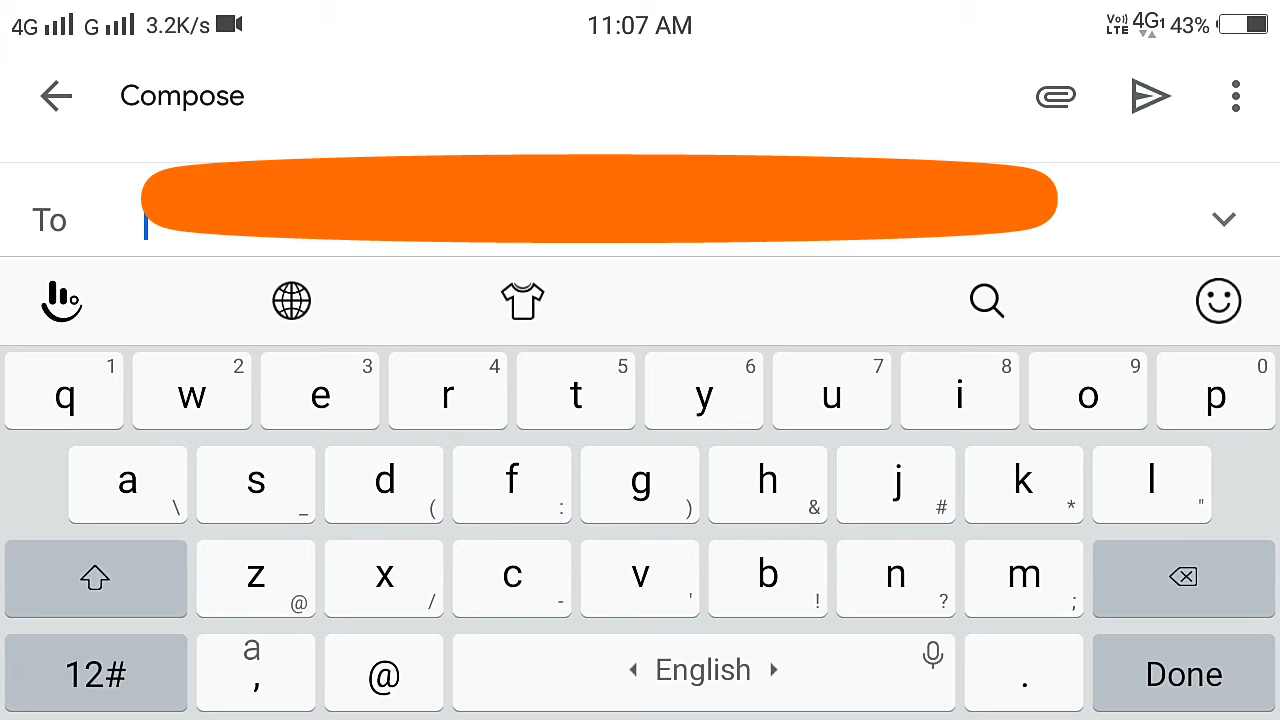 4G G 3.2K/s 11:07 AM Vo)) LTE 4G1 43%
Compose
To
1 2 3 4 5 6 7 8 9 0
q w e r t y u i o p
a s d f g h j k l
\ _ ( : ) & # * "
z x c v b n m
@ / - ' ! ? ;
12# a , @ English . Done